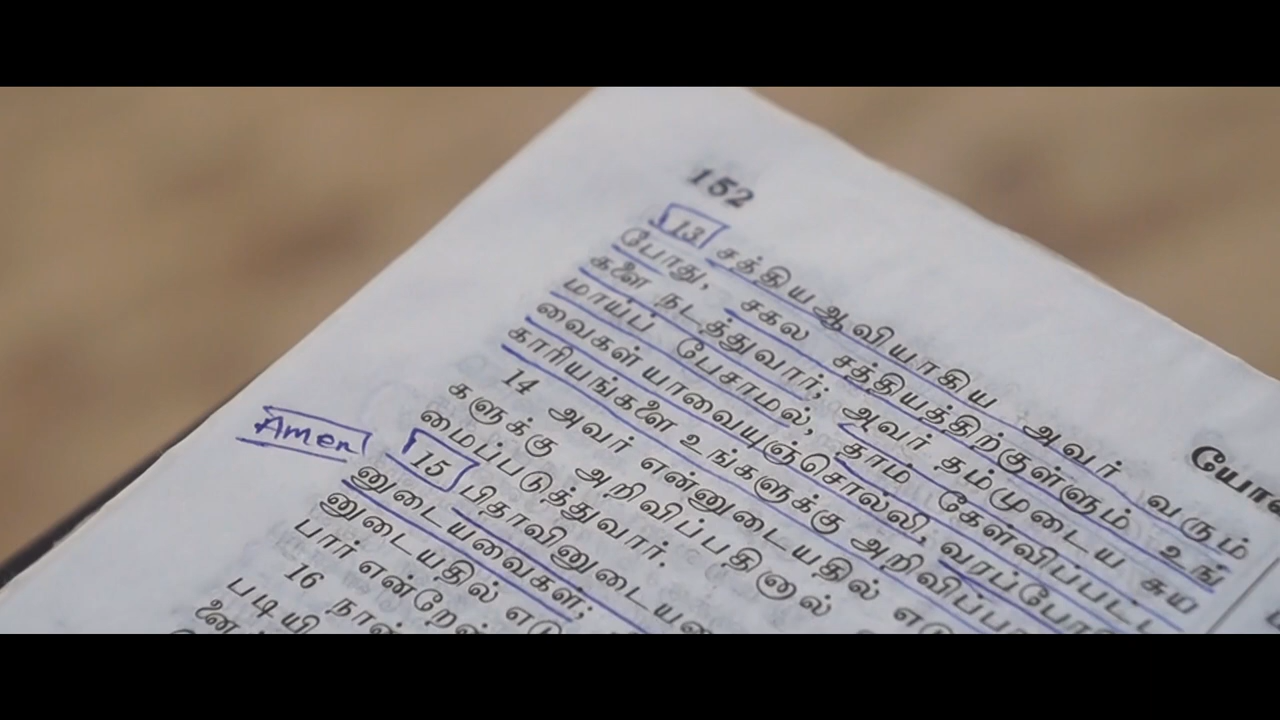 152
யோ
13 சத்திய ஆவியாகிய அவர் வரும்
போது, சகல சத்தியத்திற்குள்ளும் உங்
களை நடத்துவார்; அவர் தம்முடைய சுய
மாய்ப் பேசாமல், தாம் கேள்விப்பட்ட
வைகள் யாவையுஞ்சொல்லி, வரப்போ
காரியங்களை உங்களுக்கு அறிவிப்பா
14 அவர் என்னுடையதில் எடு
களுக்கு அறிவிப்பதினால்
மைப்படுத்துவார்.
Amen
15 பிதாவினுடைய
னுடையவைகள்;
னுடையதில் எடு
பார் என்றேன்
16 நான்
படியி